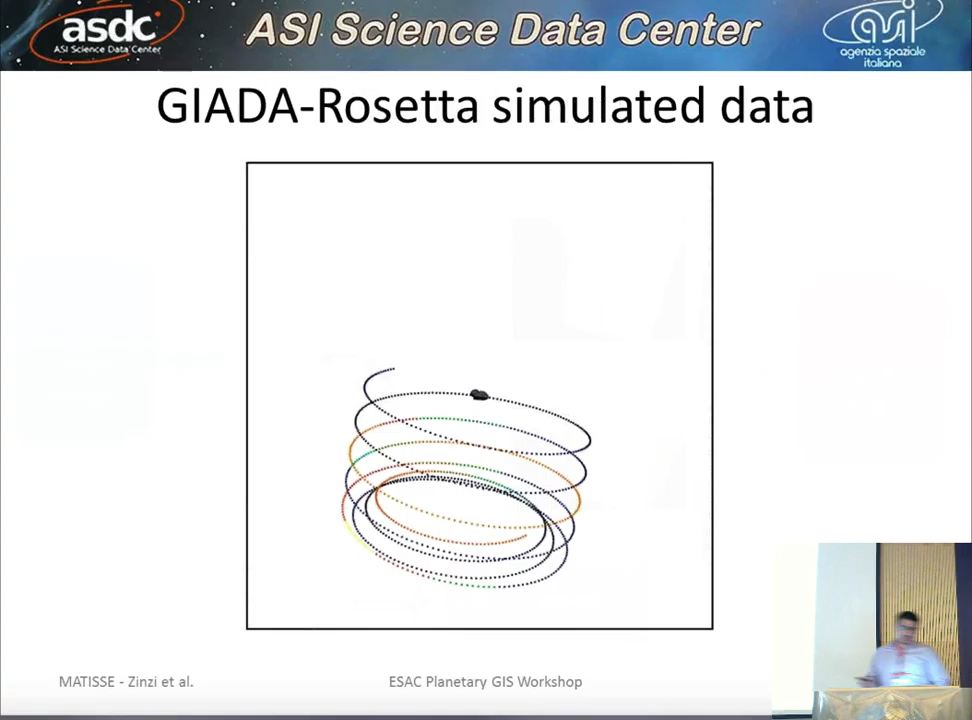 asdc
ASI Science Data Center
ASI Science Data Center
asi
agenzia spaziale
italiana
GIADA-Rosetta simulated data
MATISSE - Zinzi et al.
ESAC Planetary GIS Workshop